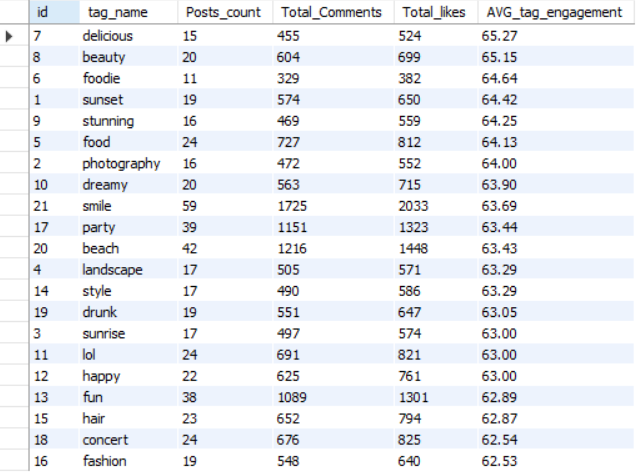 id tag_name Posts_count Total_Comments Total_likes AVG_tag_engagement
7 delicious 15 455 524 65.27
8 beauty 20 604 699 65.15
6 foodie 11 329 382 64.64
1 sunset 19 574 650 64.42
9 stunning 16 469 559 64.25
5 food 24 727 812 64.13
2 photography 16 472 552 64.00
10 dreamy 20 563 715 63.90
21 smile 59 1725 2033 63.69
17 party 39 1151 1323 63.44
20 beach 42 1216 1448 63.43
4 landscape 17 505 571 63.29
14 style 17 490 586 63.29
19 drunk 19 551 647 63.05
3 sunrise 17 497 574 63.00
11 lol 24 691 821 63.00
12 happy 22 625 761 63.00
13 fun 38 1089 1301 62.89
15 hair 23 652 794 62.87
18 concert 24 676 825 62.54
16 fashion 19 548 640 62.53